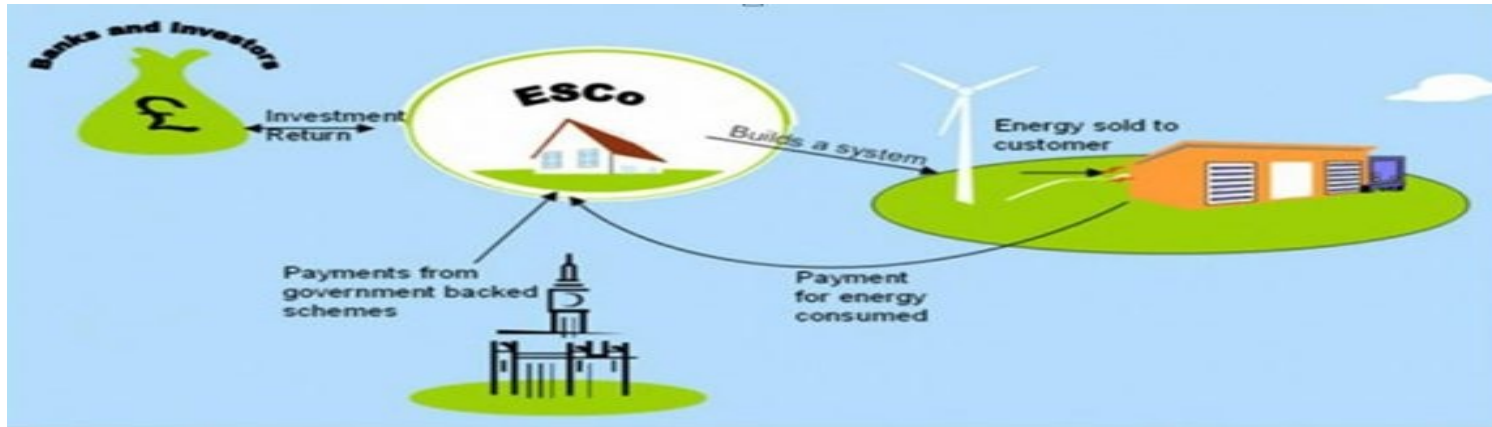 Banks and Investors
£
Investment
Return
ESCo
Builds a system
Energy sold to
customer
Payments from
government backed
schemes
Payment
for energy
consumed